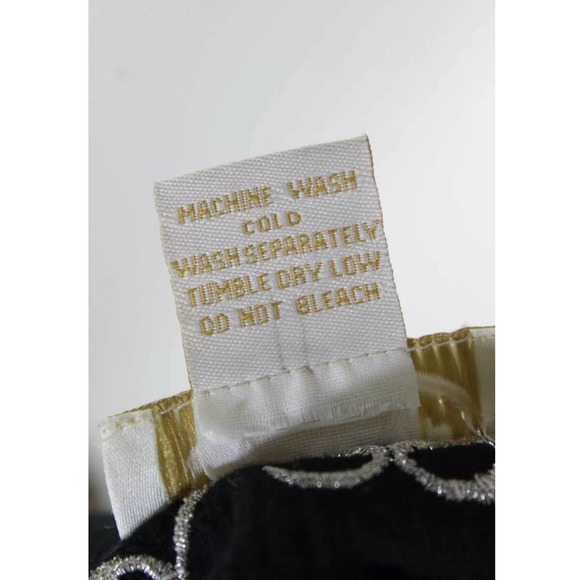 MACHINE WASH
COLD
WASH SEPARATELY
TUMBLE DRY LOW
DO NOT BLEACH